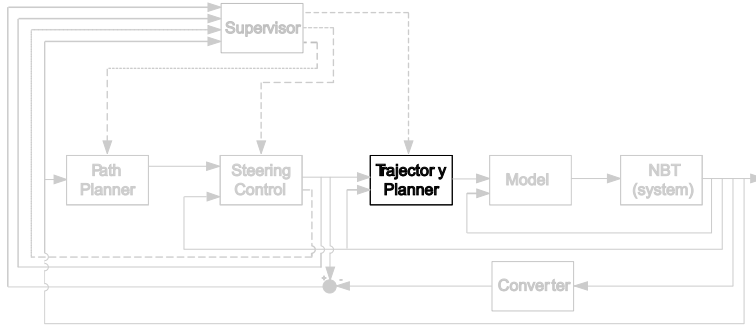 Supervisor
Path
Planner
Steering
Control
Trajector y
Planner
Model
NBT
(system)
+
-
Converter